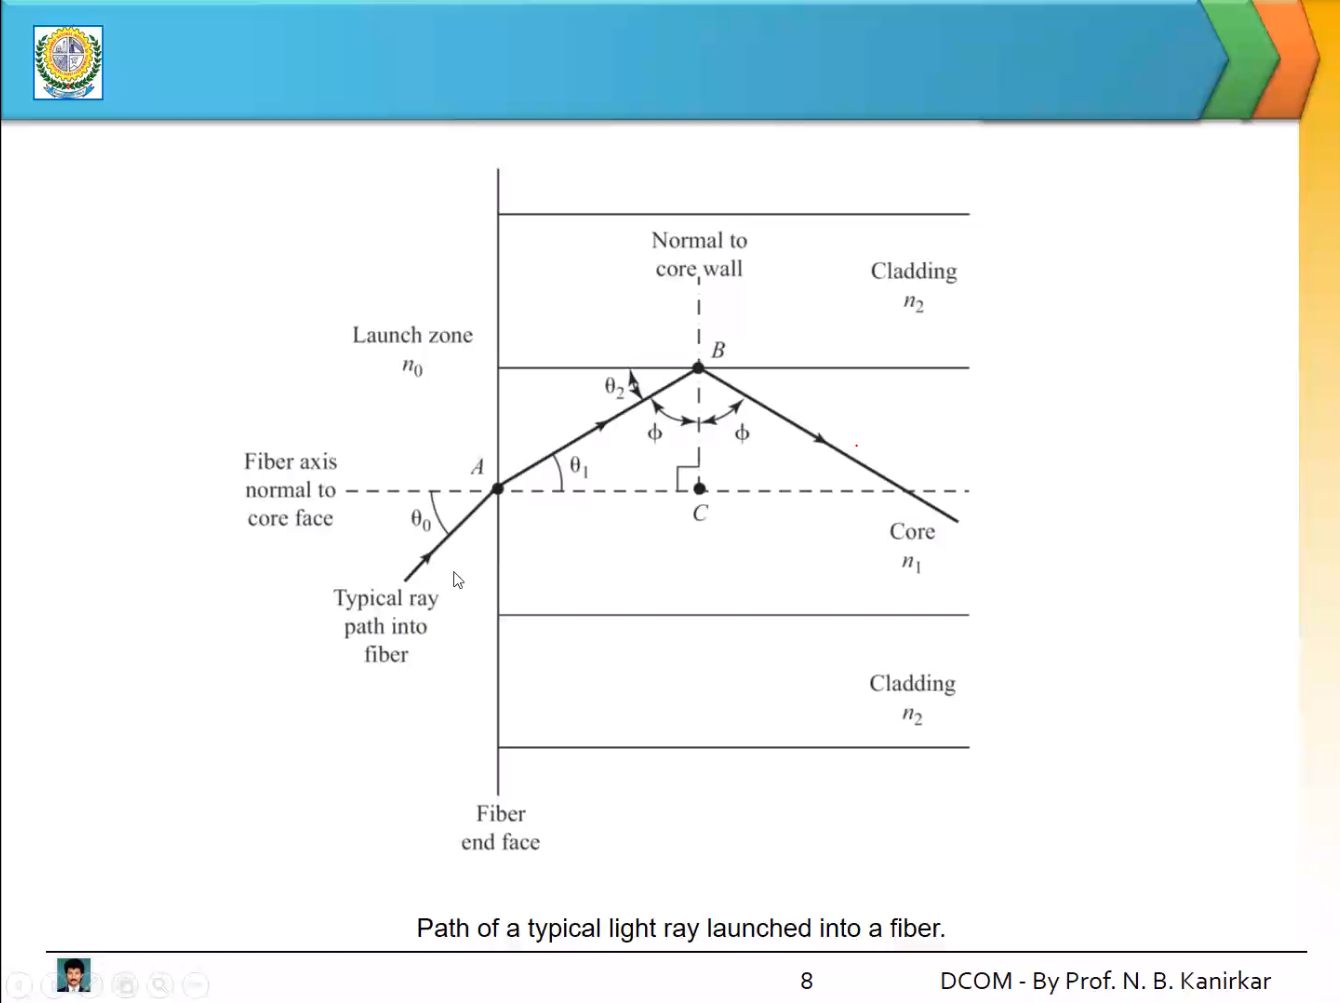 Normal to
core wall
Cladding
n2
Launch zone
n0
B
θ2
ϕ
ϕ
Fiber axis
normal to
core face
A
θ1
θ0
C
Core
n1
Typical ray
path into
fiber
Cladding
n2
Fiber
end face
Path of a typical light ray launched into a fiber.
8
DCOM - By Prof. N. B. Kanirkar